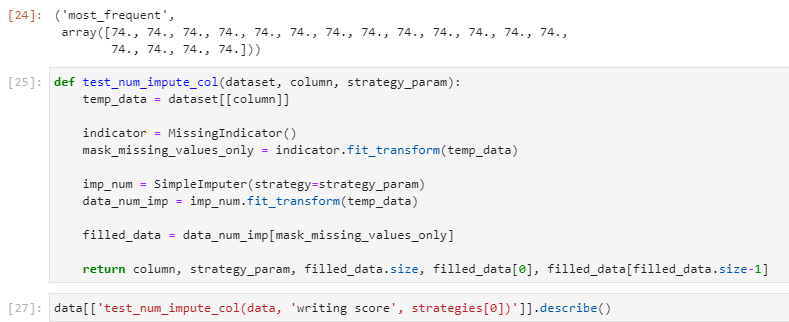 [24]: ('most_frequent',
array([74., 74., 74., 74., 74., 74., 74., 74., 74., 74., 74., 74., 74.,
74., 74., 74., 74.]))
[25]: def test_num_impute_col(dataset, column, strategy_param):
temp_data = dataset[[column]]
indicator = MissingIndicator()
mask_missing_values_only = indicator.fit_transform(temp_data)
imp_num = SimpleImputer(strategy=strategy_param)
data_num_imp = imp_num.fit_transform(temp_data)
filled_data = data_num_imp[mask_missing_values_only]
return column, strategy_param, filled_data.size, filled_data[0], filled_data[filled_data.size-1]
[27]: data[['test_num_impute_col(data, 'writing score', strategies[0])']].describe()